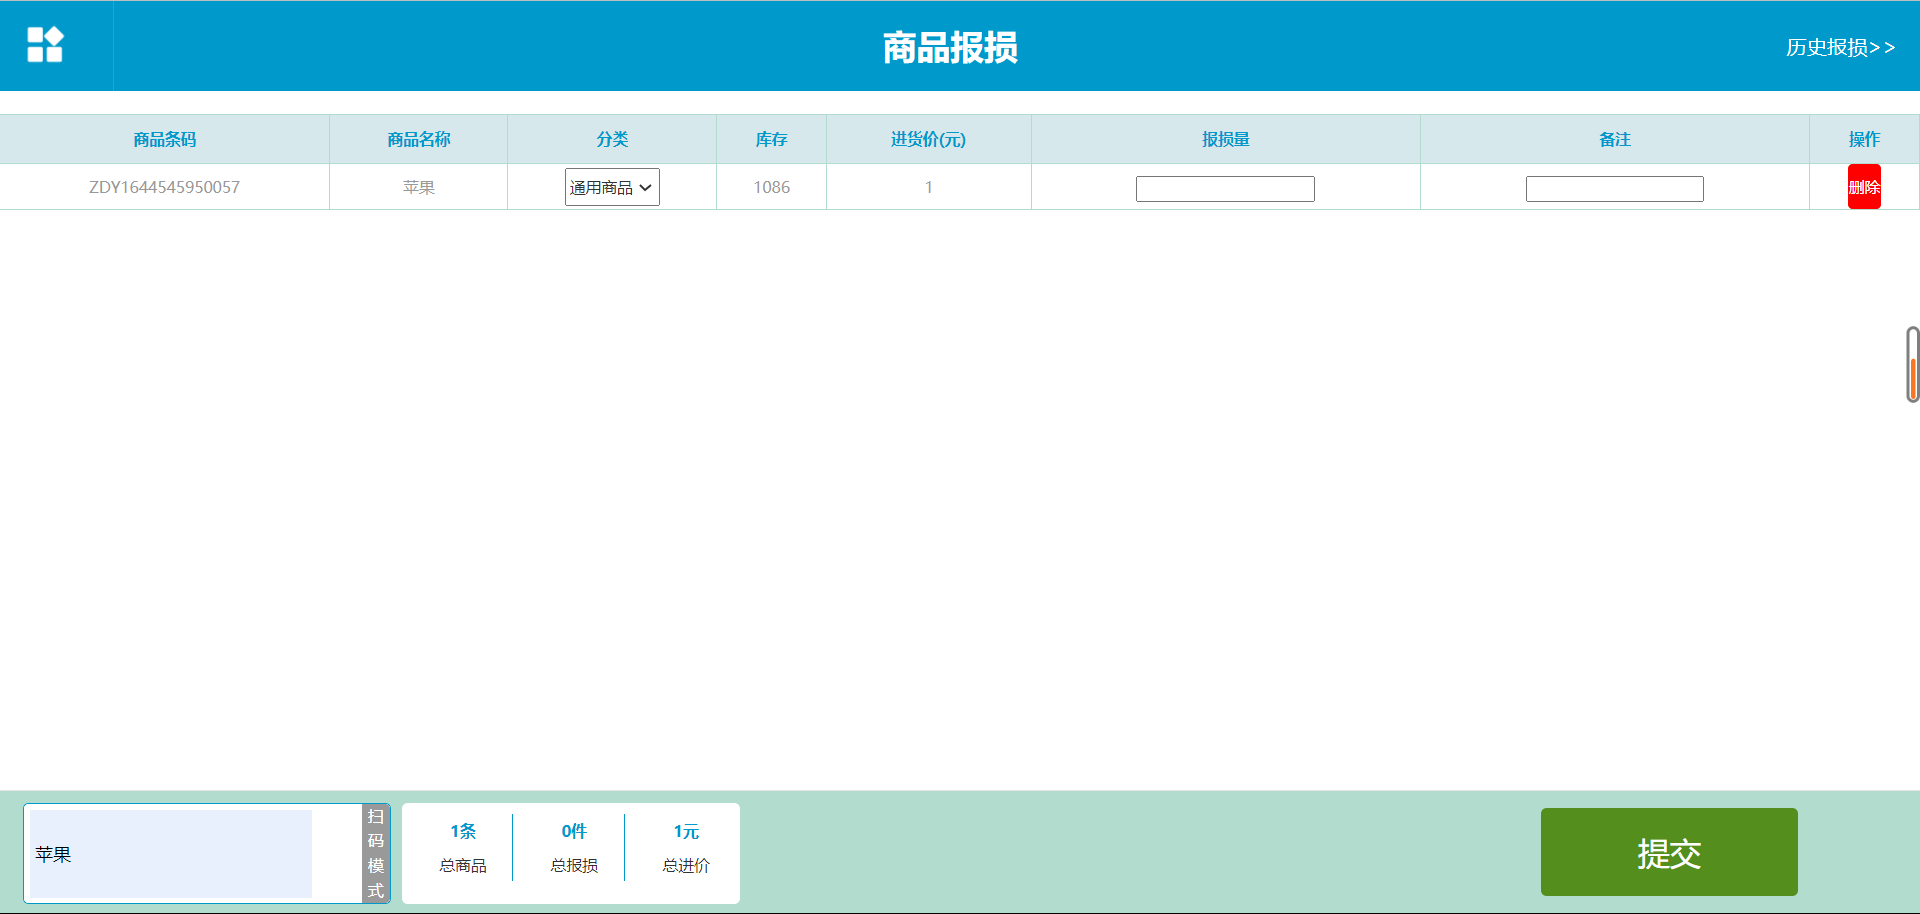 商品报损
历史报损>>
商品条码 商品名称 分类 库存 进货价(元) 报损量 备注 操作
ZDY1644545950057 苹果 通用商品 1086 1 删除
苹果
扫码模式
1条 0件 1元
总商品 总报损 总进价
提交